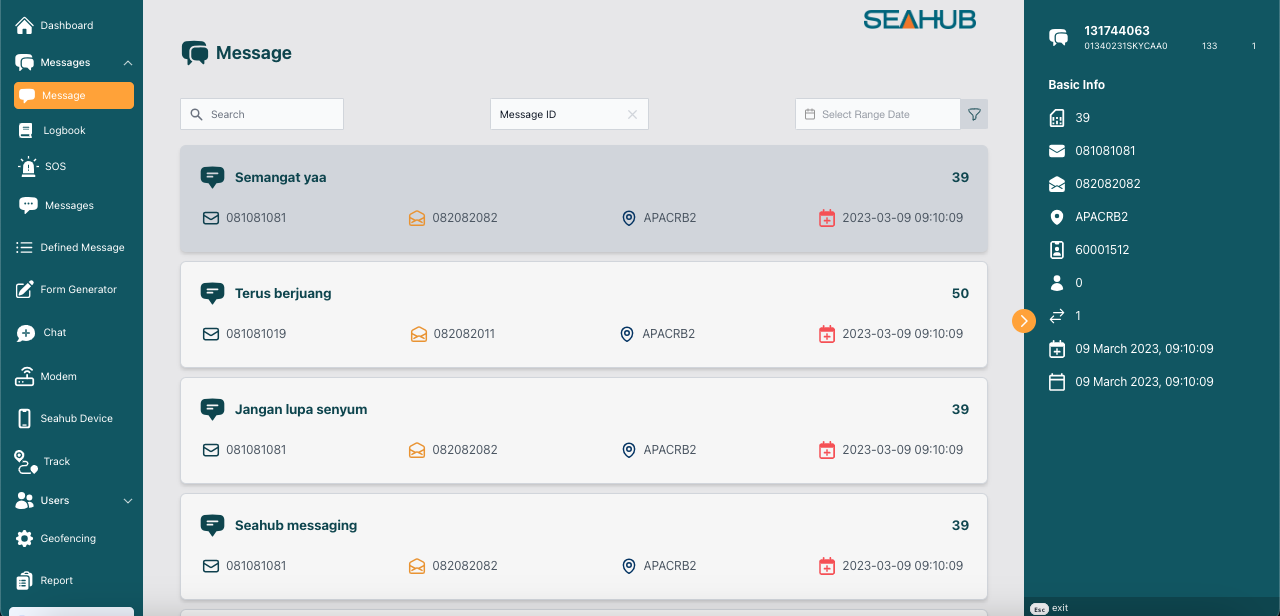 Dashboard
Messages
Message
Logbook
SOS
Messages
Defined Message
Form Generator
Chat
Modem
Seahub Device
Track
Users
Geofencing
Report
SEAHUB
Message
Search
Message ID
Select Range Date
Semangat yaa 39
081081081 082082082 APACRB2 2023-03-09 09:10:09
Terus berjuang 50
081081019 082082011 APACRB2 2023-03-09 09:10:09
Jangan lupa senyum 39
081081081 082082082 APACRB2 2023-03-09 09:10:09
Seahub messaging 39
081081081 082082082 APACRB2 2023-03-09 09:10:09
131744063
01340231SKYCAA0 133 1
Basic Info
39
081081081
082082082
APACRB2
60001512
0
1
09 March 2023, 09:10:09
09 March 2023, 09:10:09
Esc exit